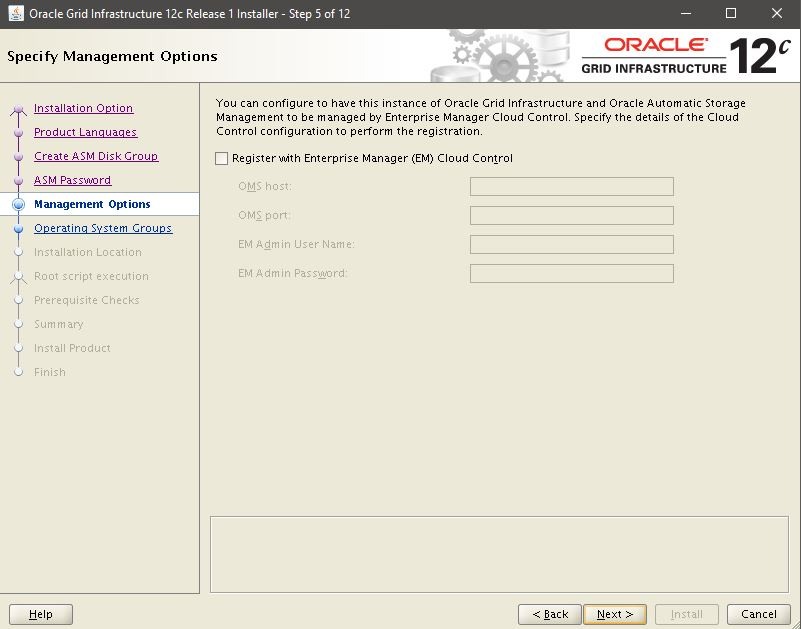 Oracle Grid Infrastructure 12c Release 1 Installer - Step 5 of 12
Specify Management Options
ORACLE®
GRID INFRASTRUCTURE
12c
Installation Option
Product Languages
Create ASM Disk Group
ASM Password
Management Options
Operating System Groups
Installation Location
Root script execution
Prerequisite Checks
Summary
Install Product
Finish
You can configure to have this instance of Oracle Grid Infrastructure and Oracle Automatic Storage
Management to be managed by Enterprise Manager Cloud Control. Specify the details of the Cloud
Control configuration to perform the registration.
Register with Enterprise Manager (EM) Cloud Control
OMS host:
OMS port:
EM Admin User Name:
EM Admin Password:
Help
< Back
Next >
Install
Cancel